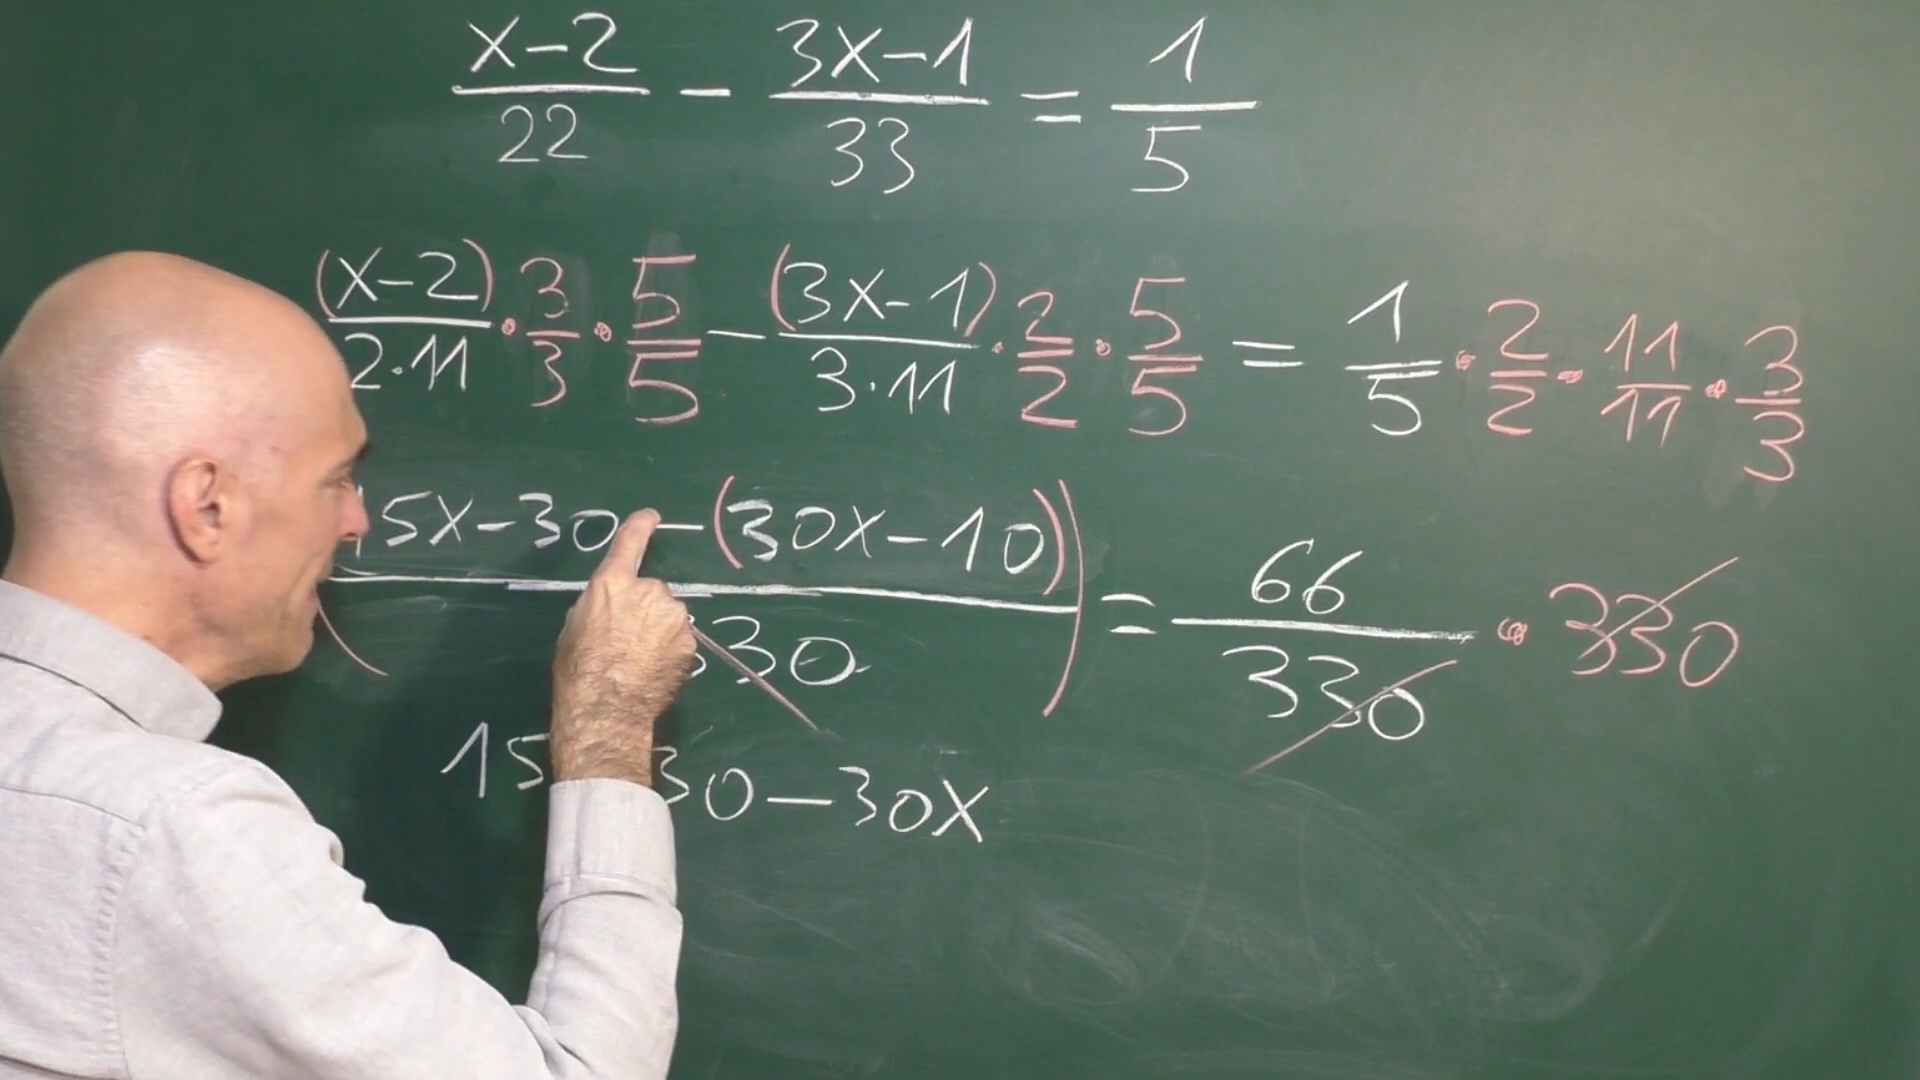 x-2/22 - 3x-1/33 = 1/5
(x-2)/2·11 · 3/3 · 5/5 - (3x-1)/3·11 · 2/2 · 5/5 = 1/5 · 2/2 · 11/11 · 3/3
15x-30-(30x-10))/330 = 66/330 · 330
15 30-30x